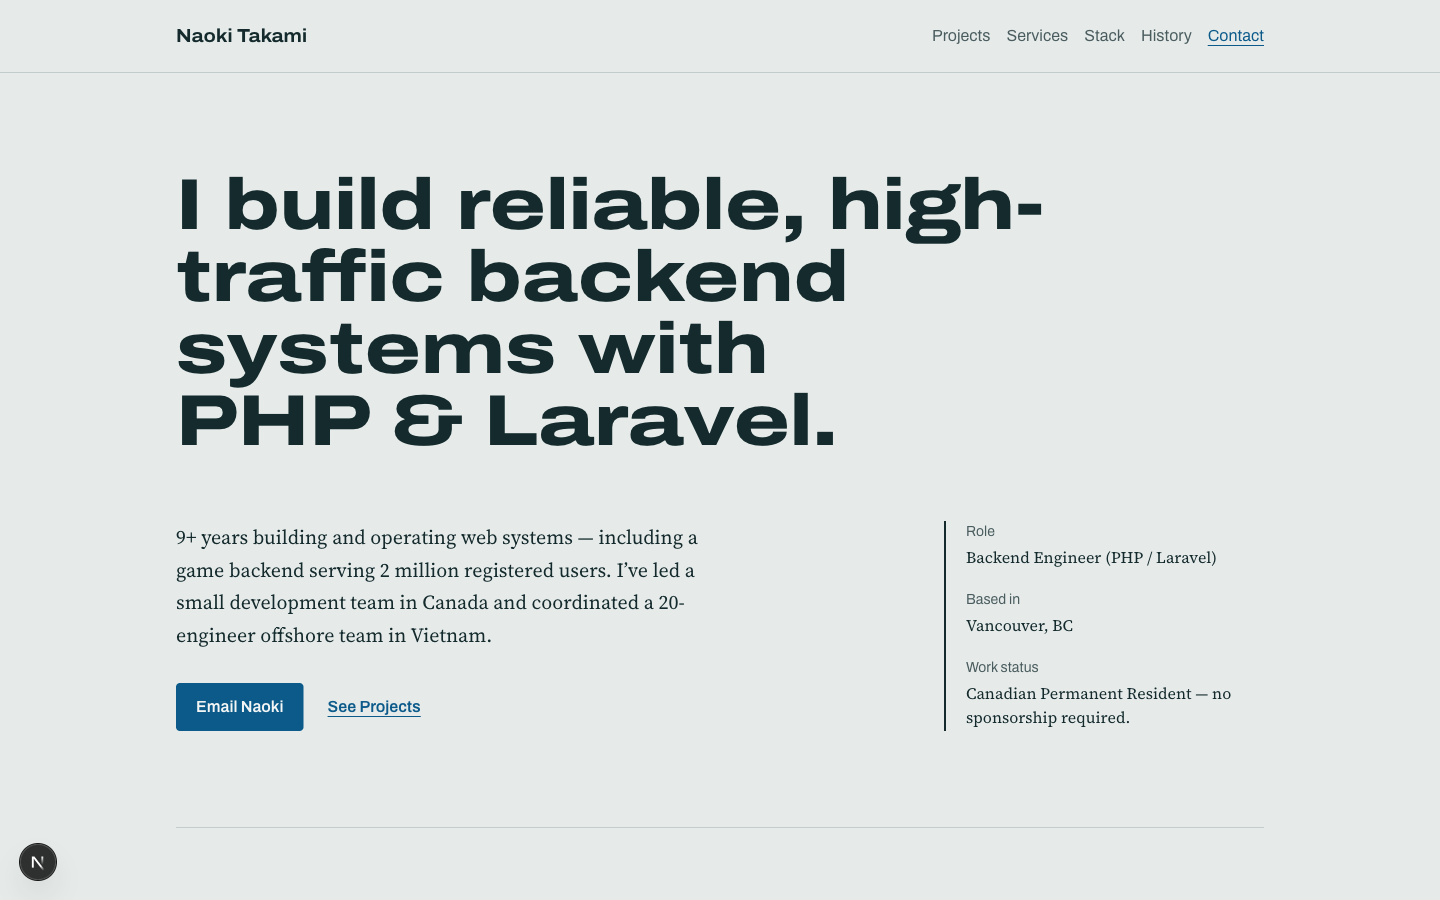 Naoki Takami
Projects Services Stack History Contact
I build reliable, high-
traffic backend
systems with
PHP & Laravel.
9+ years building and operating web systems — including a
game backend serving 2 million registered users. I’ve led a
small development team in Canada and coordinated a 20-
engineer offshore team in Vietnam.
Email Naoki See Projects
Role
Backend Engineer (PHP / Laravel)
Based in
Vancouver, BC
Work status
Canadian Permanent Resident — no
sponsorship required.
N